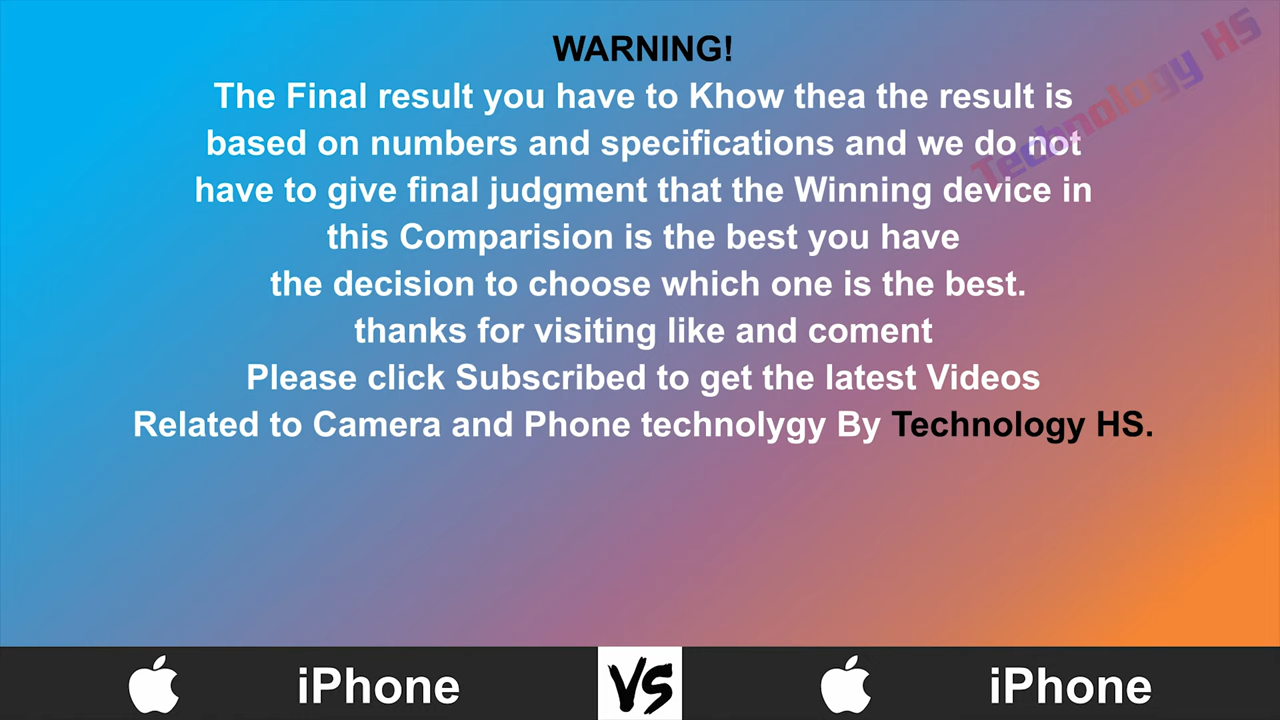 WARNING!
The Final result you have to Khow thea the result is
based on numbers and specifications and we do not
have to give final judgment that the Winning device in
this Comparision is the best you have
the decision to choose which one is the best.
thanks for visiting like and coment
Please click Subscribed to get the latest Videos
Related to Camera and Phone technolygy By Technology HS.
Technology HS
iPhone VS iPhone